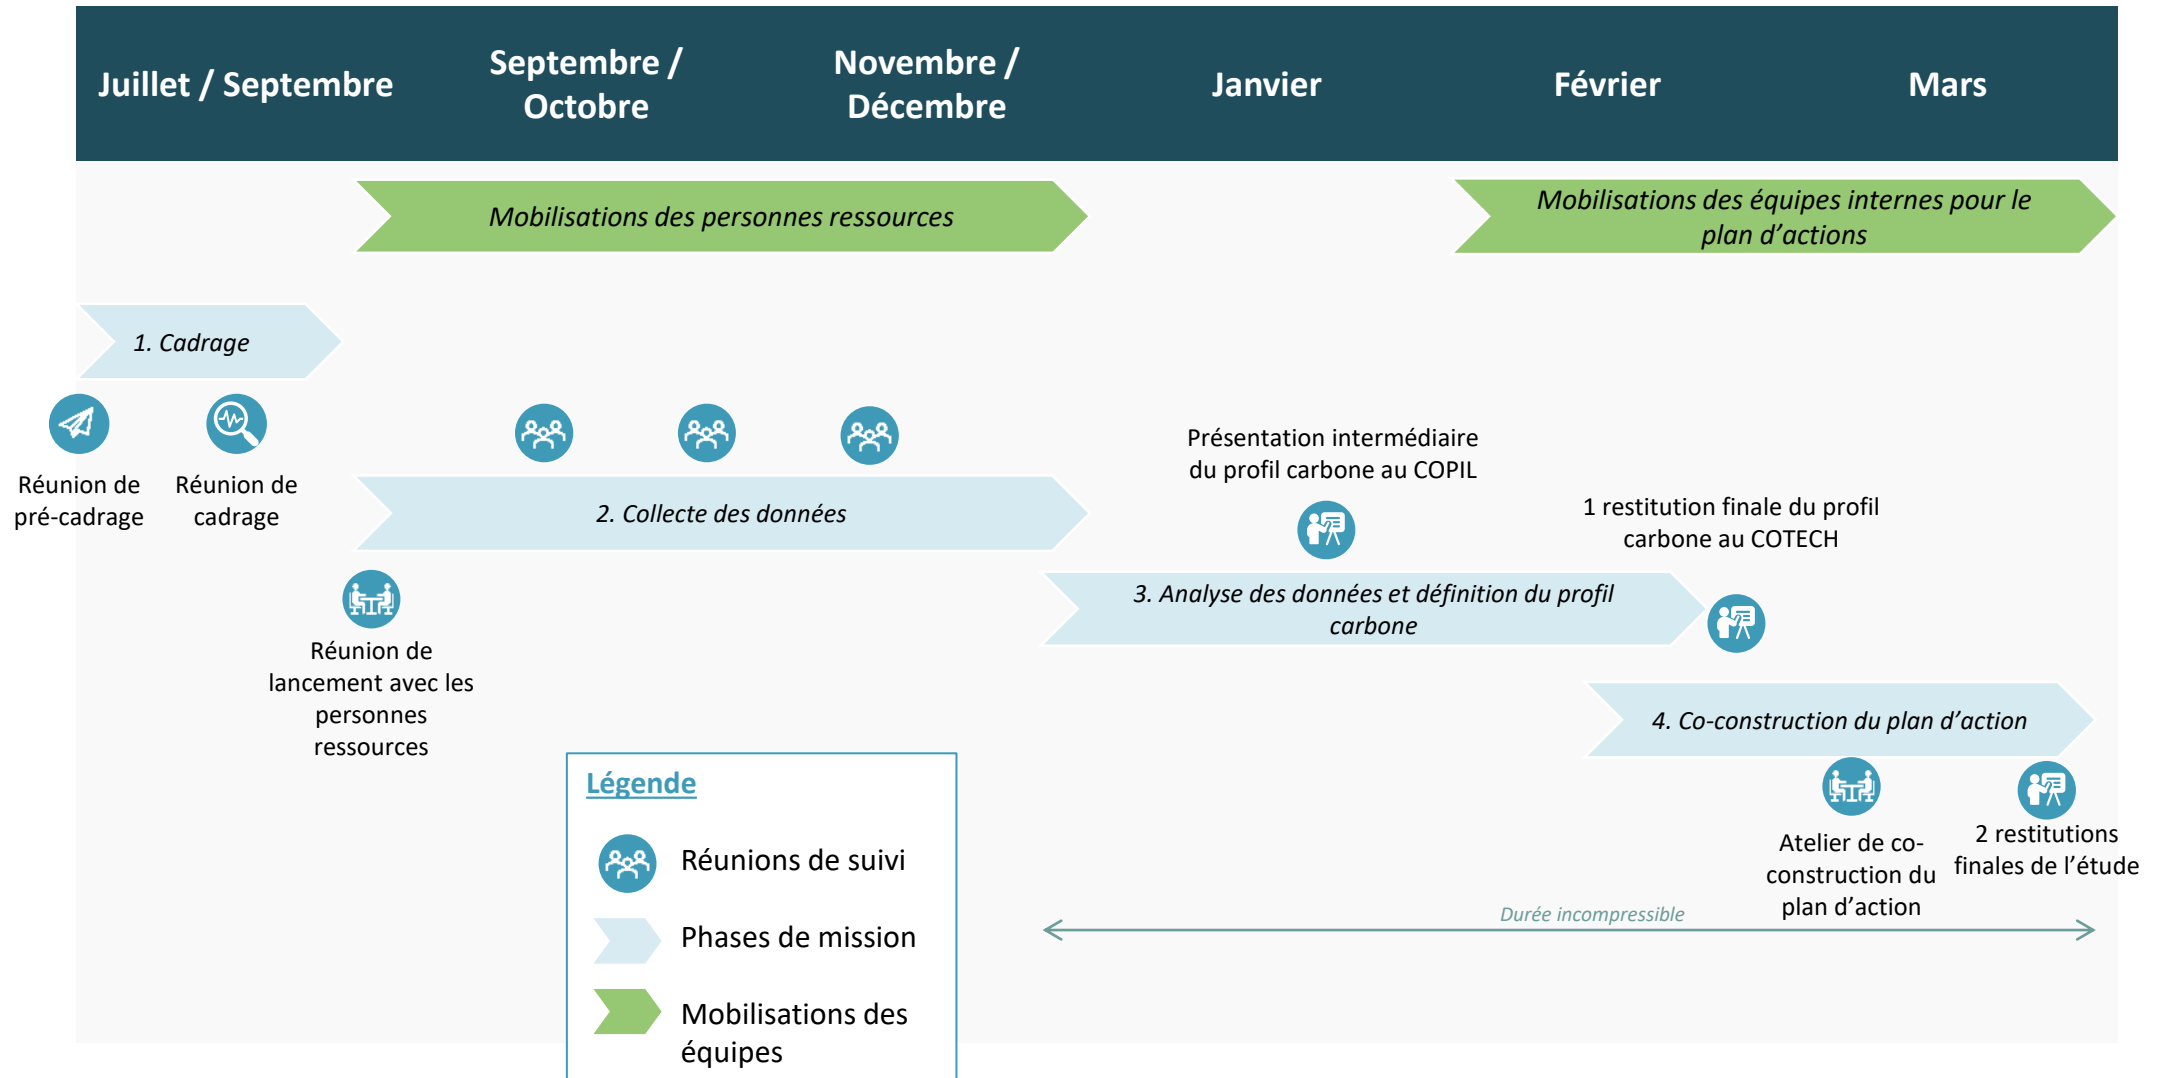 Juillet / Septembre
Septembre /
Octobre
Novembre /
Décembre
Janvier
Février
Mars
Mobilisations des personnes ressources
Mobilisations des équipes internes pour le
plan d’actions
1. Cadrage
Réunion de
pré-cadrage
Réunion de
cadrage
2. Collecte des données
Réunion de
lancement avec les
personnes
ressources
Présentation intermédiaire
du profil carbone au COPIL
1 restitution finale du profil
carbone au COTECH
3. Analyse des données et définition du profil
carbone
4. Co-construction du plan d’action
Atelier de co-
construction du
plan d’action
2 restitutions
finales de l’étude
Durée incompressible
Légende
Réunions de suivi
Phases de mission
Mobilisations des
équipes